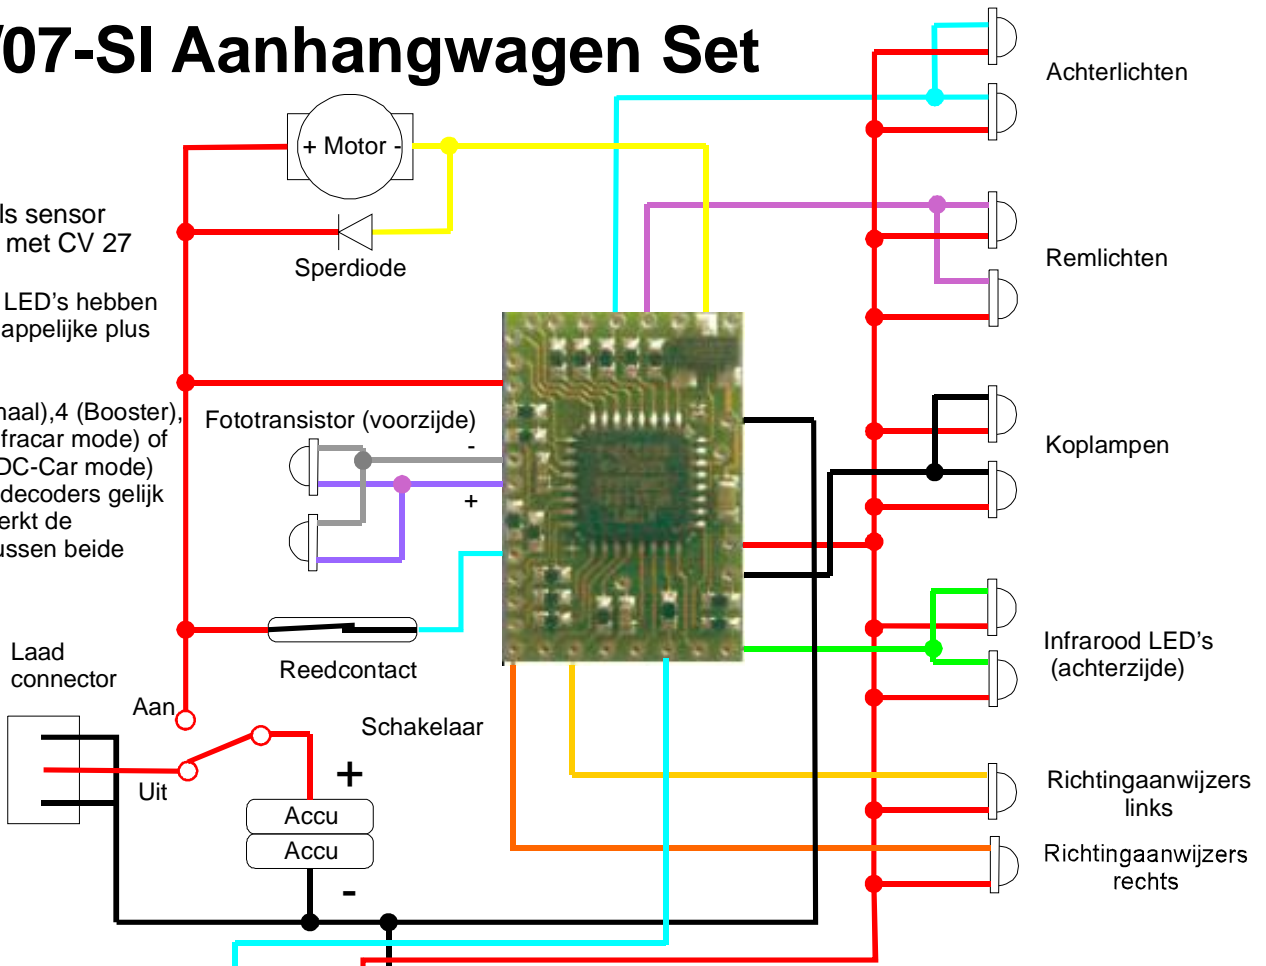 /07-SI Aanhangwagen Set
Achterlichten
+ Motor -
ls sensor
met CV 27
Sperdiode
Remlichten
LED's hebben
appelijke plus
naal),4 (Booster),
fracar mode) of
DC-Car mode)
decoders gelijk
erkt de
ussen beide
Fototransistor (voorzijde)
-
+
Koplampen
Reedcontact
Infrarood LED's
(achterzijde)
Laad
connector
Aan
Schakelaar
Uit
+
Accu
Accu
-
Richtingaanwijzers
links
Richtingaanwijzers
rechts